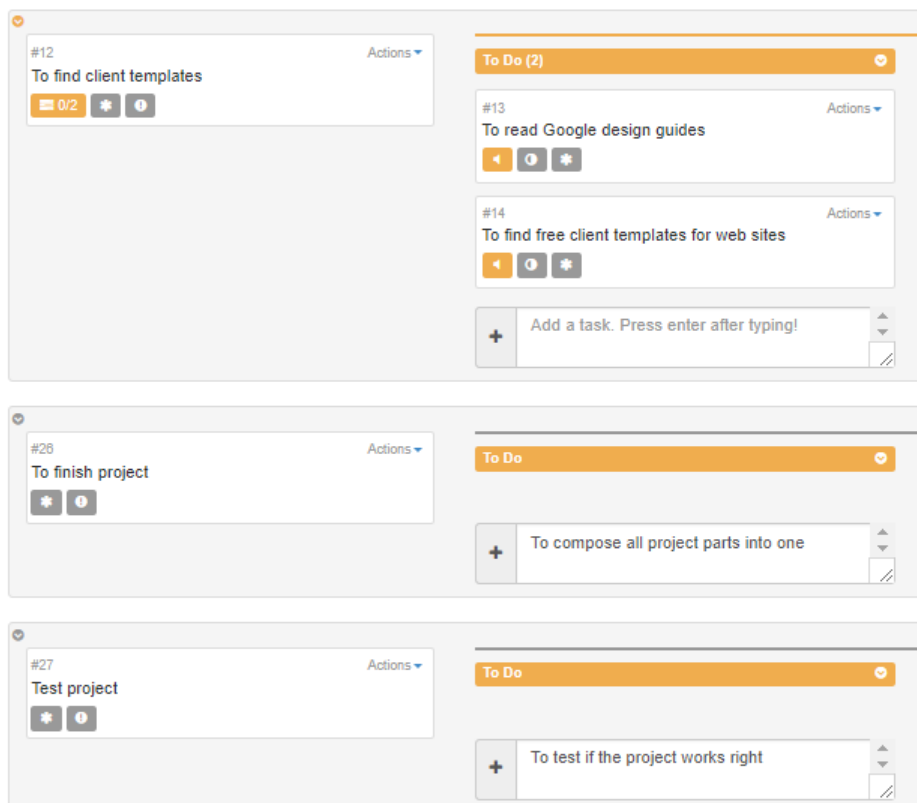 #12 Actions
To find client templates
0/2
To Do (2)
#13 Actions
To read Google design guides
#14 Actions
To find free client templates for web sites
Add a task. Press enter after typing!
#26 Actions
To finish project
To Do
To compose all project parts into one
#27 Actions
Test project
To Do
To test if the project works right